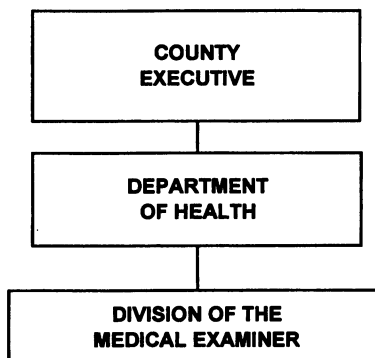 COUNTY
EXECUTIVE
DEPARTMENT
OF HEALTH
DIVISION OF THE
MEDICAL EXAMINER